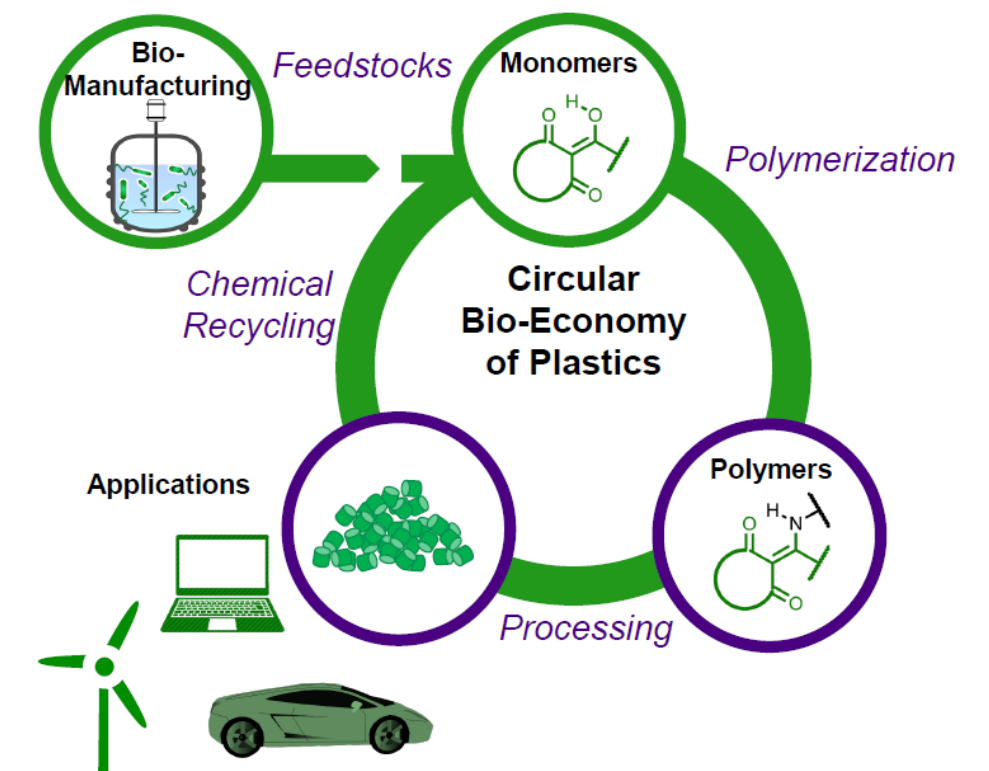 Bio-
Manufacturing
Feedstocks
Monomers
H
O
O
O
Polymerization
Chemical
Recycling
Circular
Bio-Economy
of Plastics
Applications
Polymers
H
N
O
O
Processing